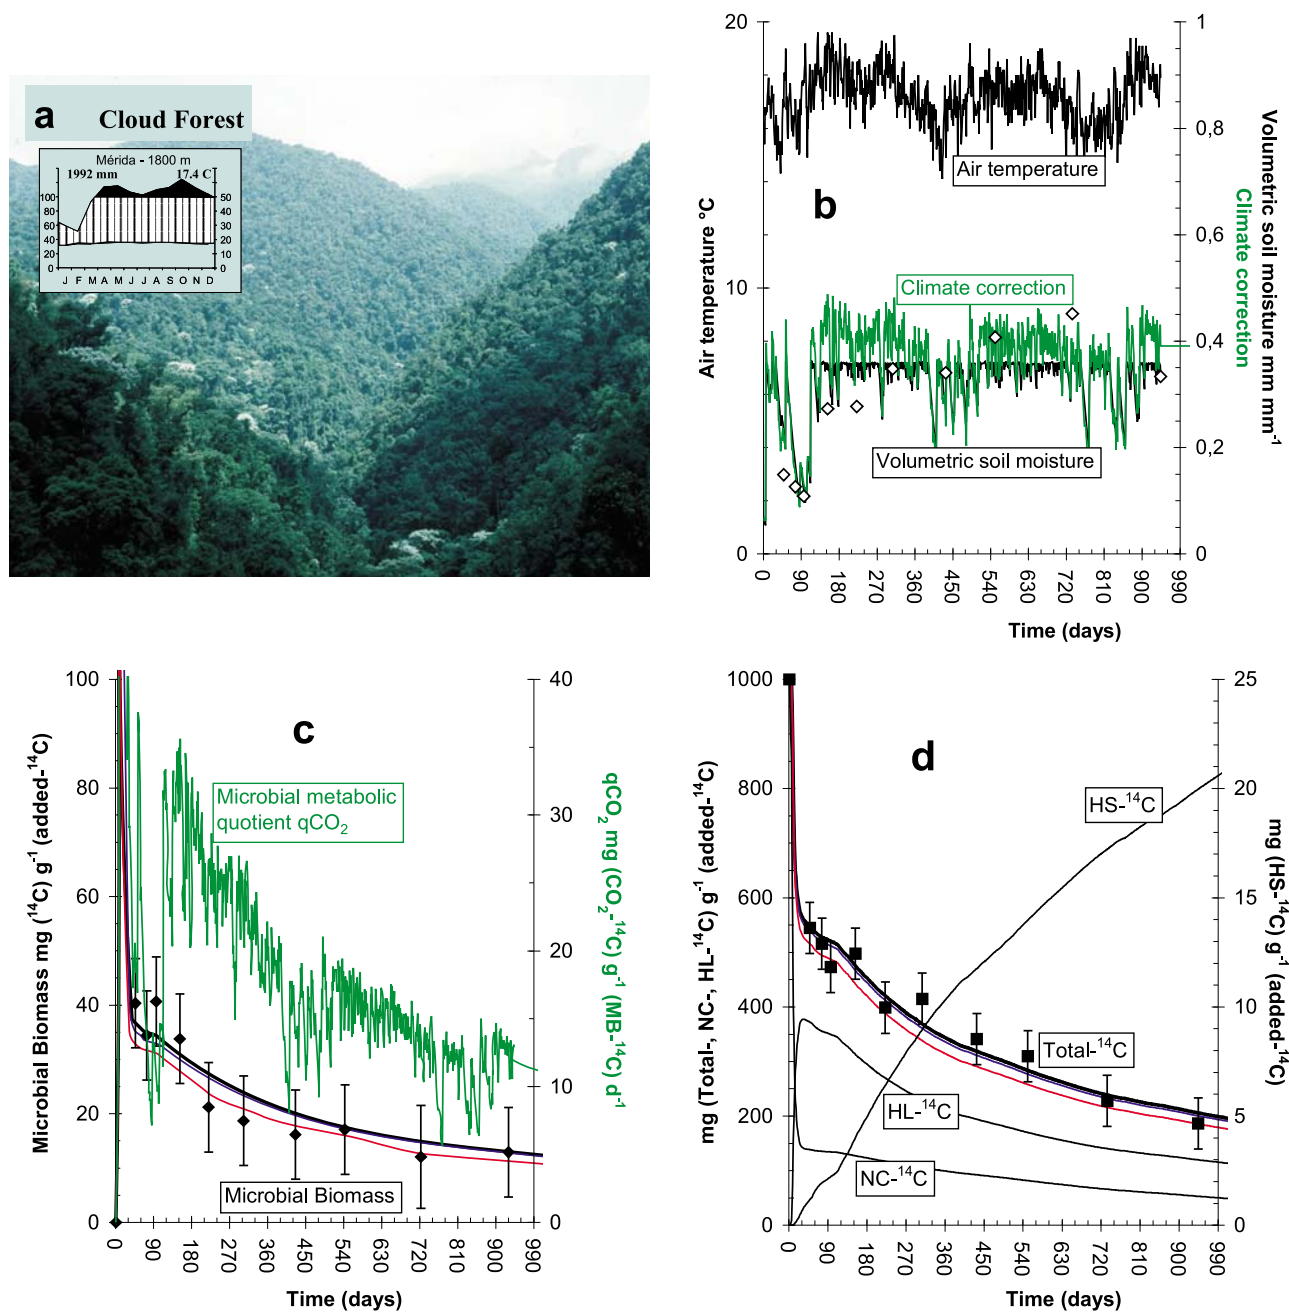 a Cloud Forest
Mérida - 1800 m
1992 mm 17.4 C
100 50
80 40
60 30
40 20
20 10
0 0
J F M A M J J A S O N D
b
Air temperature °C
20
10
0
Volumetric soil moisture mm mm⁻¹
Climate correction
1
0,8
0,6
0,4
0,2
0
Air temperature
Climate correction
Volumetric soil moisture
0 90 180 270 360 450 540 630 720 810 900 990
Time (days)
c
Microbial Biomass mg (¹⁴C) g⁻¹ (added-¹⁴C)
100
80
60
40
20
0
qCO₂ mg (CO₂-¹⁴C) g⁻¹ (MB-¹⁴C) d⁻¹
40
30
20
10
0
Microbial metabolic
quotient qCO₂
Microbial Biomass
0 90 180 270 360 450 540 630 720 810 900 990
Time (days)
d
mg (Total-, NC-, HL-¹⁴C) g⁻¹ (added-¹⁴C)
1000
800
600
400
200
0
mg (HS-¹⁴C) g⁻¹ (added-¹⁴C)
25
20
15
10
5
0
HS-¹⁴C
Total-¹⁴C
HL-¹⁴C
NC-¹⁴C
0 90 180 270 360 450 540 630 720 810 900 990
Time (days)